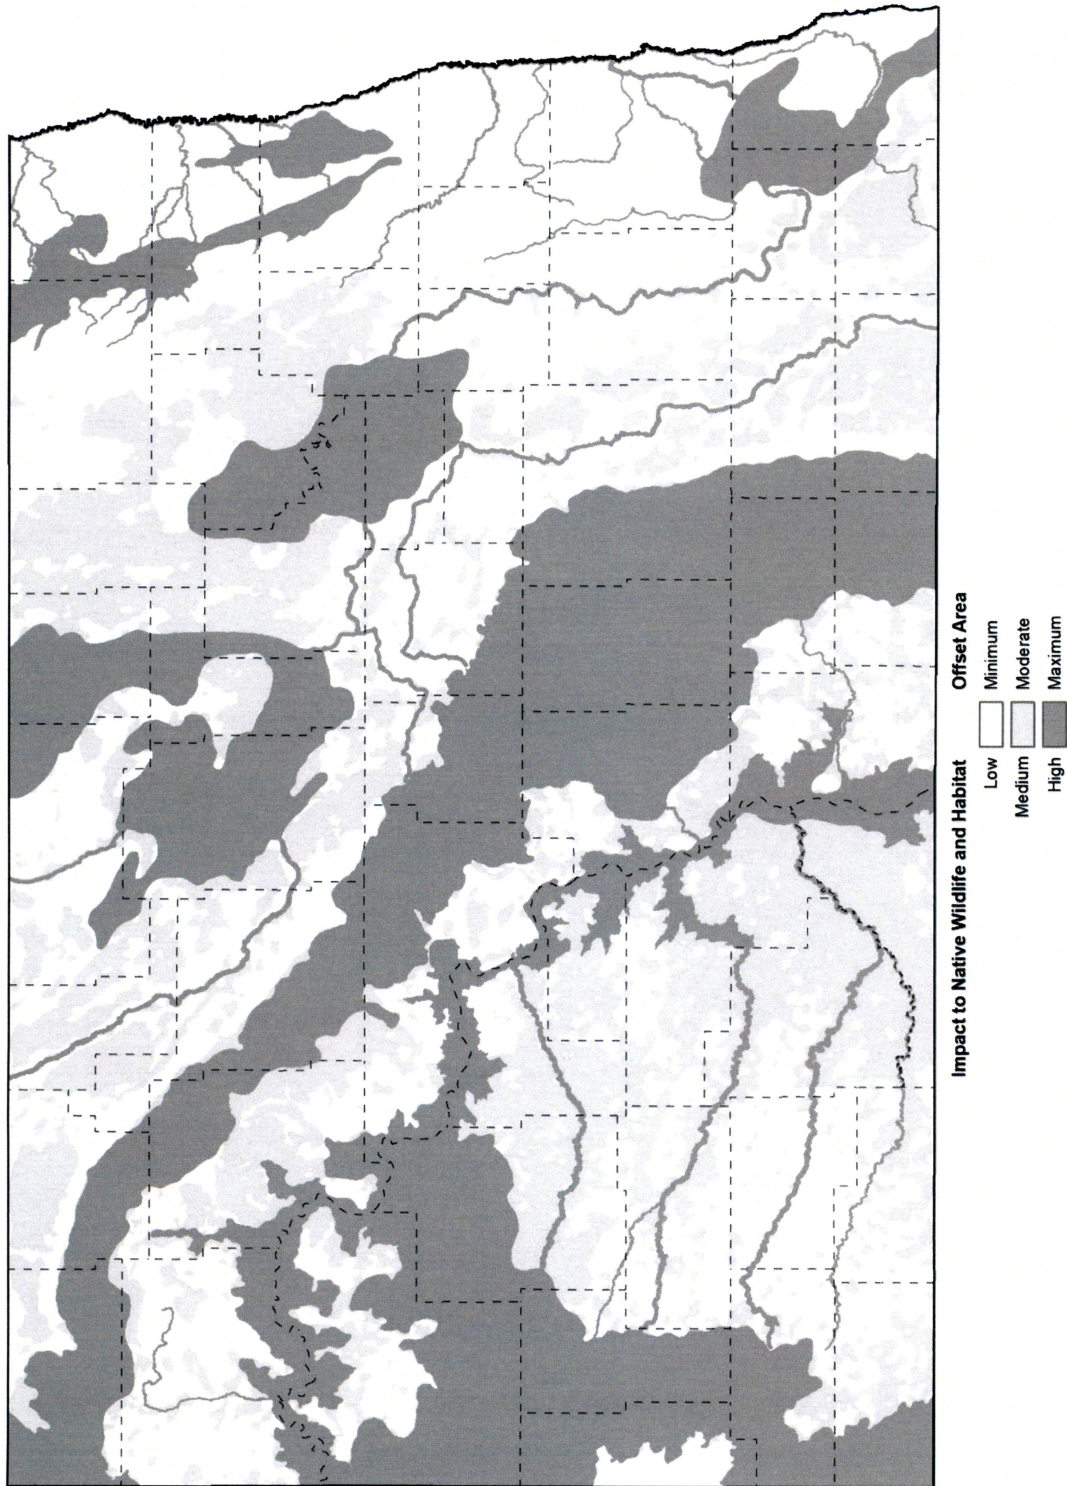 Impact to Native Wildlife and Habitat Offset Area
Low Minimum
Medium Moderate
High Maximum